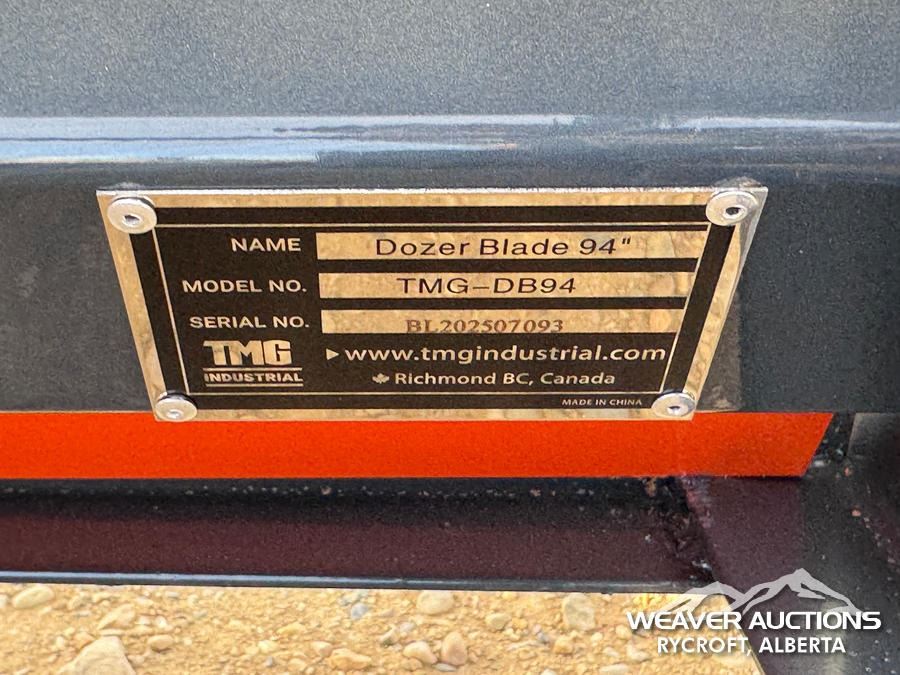 NAME Dozer Blade 94"
MODEL NO. TMG-DB94
SERIAL NO. BL202507093
TMG INDUSTRIAL
▶www.tmgindustrial.com
Richmond BC, Canada
MADE IN CHINA
WEAVER AUCTIONS
RYCROFT, ALBERTA